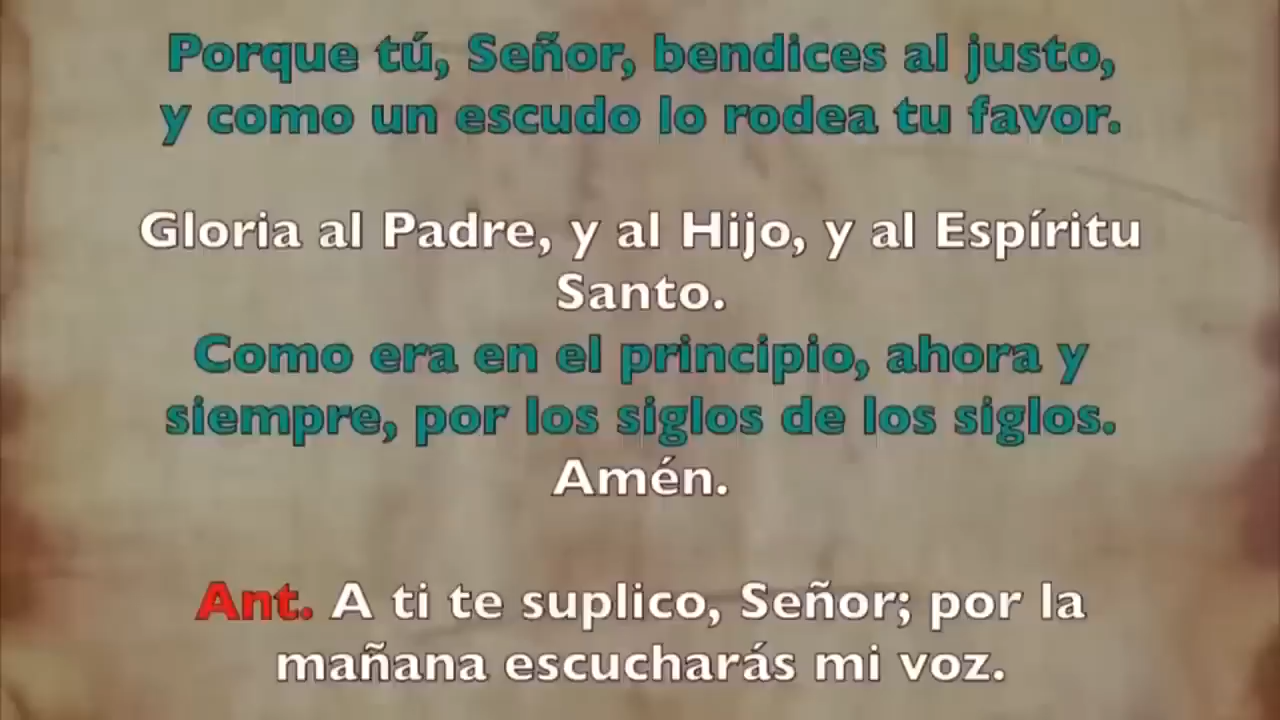 Porque tú, Señor, bendices al justo,
y como un escudo lo rodea tu favor.
Gloria al Padre, y al Hijo, y al Espíritu
Santo.
Como era en el principio, ahora y
siempre, por los siglos de los siglos.
Amén.
Ant. A ti te suplico, Señor; por la
mañana escucharás mi voz.